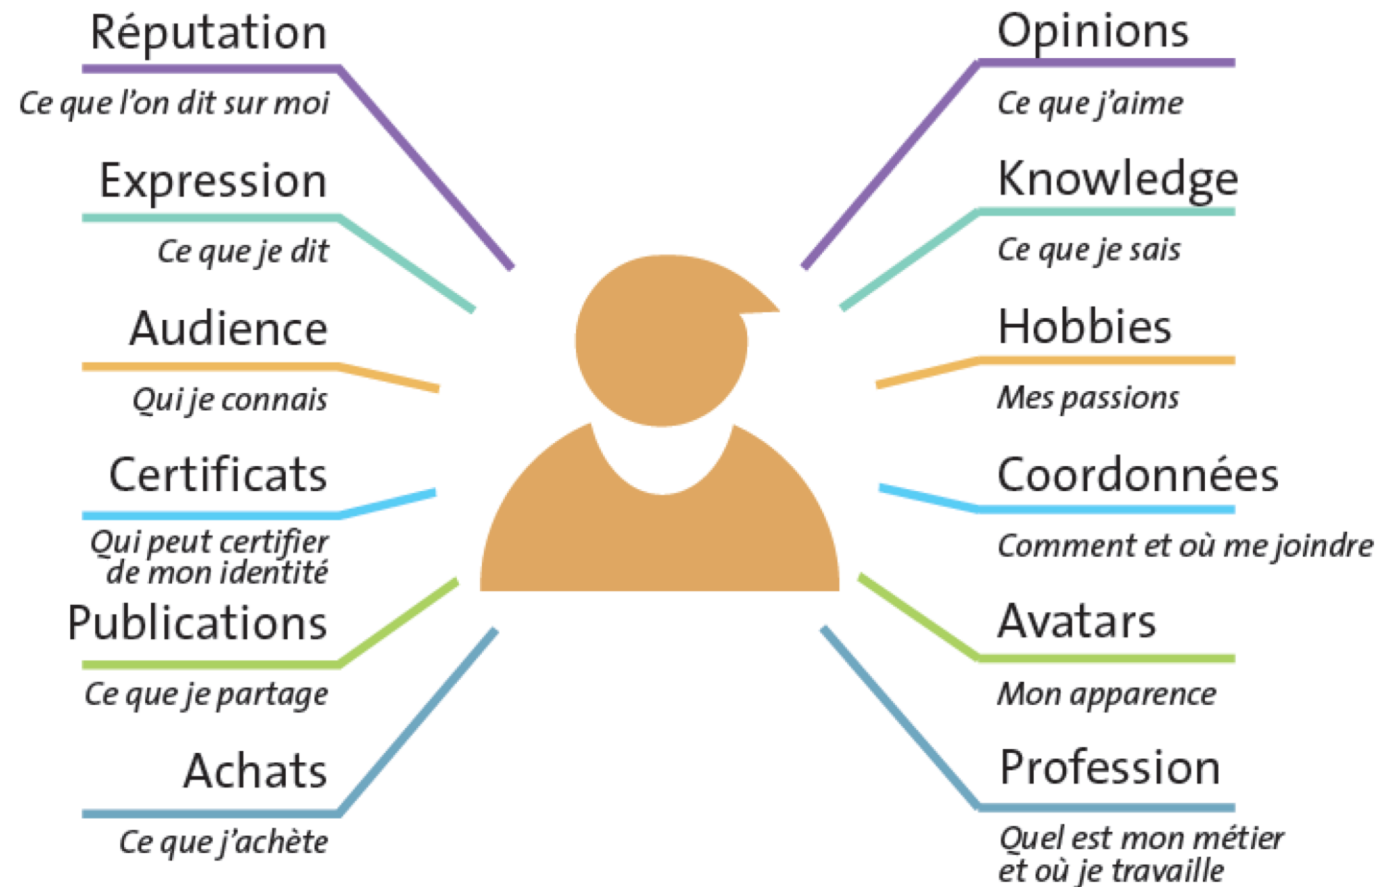 Réputation
Ce que l'on dit sur moi
Expression
Ce que je dit
Audience
Qui je connais
Certificats
Qui peut certifier
de mon identité
Publications
Ce que je partage
Achats
Ce que j'achète
Opinions
Ce que j'aime
Knowledge
Ce que je sais
Hobbies
Mes passions
Coordonnées
Comment et où me joindre
Avatars
Mon apparence
Profession
Quel est mon métier
et où je travaille